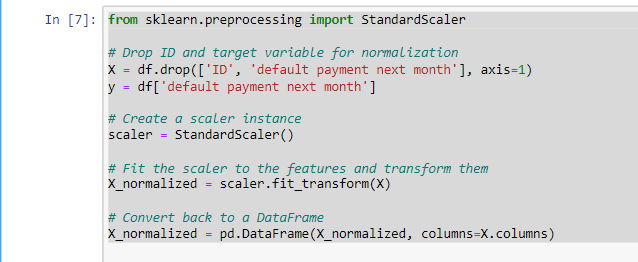 In [7]: from sklearn.preprocessing import StandardScaler
# Drop ID and target variable for normalization
X = df.drop(['ID', 'default payment next month'], axis=1)
y = df['default payment next month']
# Create a scaler instance
scaler = StandardScaler()
# Fit the scaler to the features and transform them
X_normalized = scaler.fit_transform(X)
# Convert back to a DataFrame
X_normalized = pd.DataFrame(X_normalized, columns=X.columns)